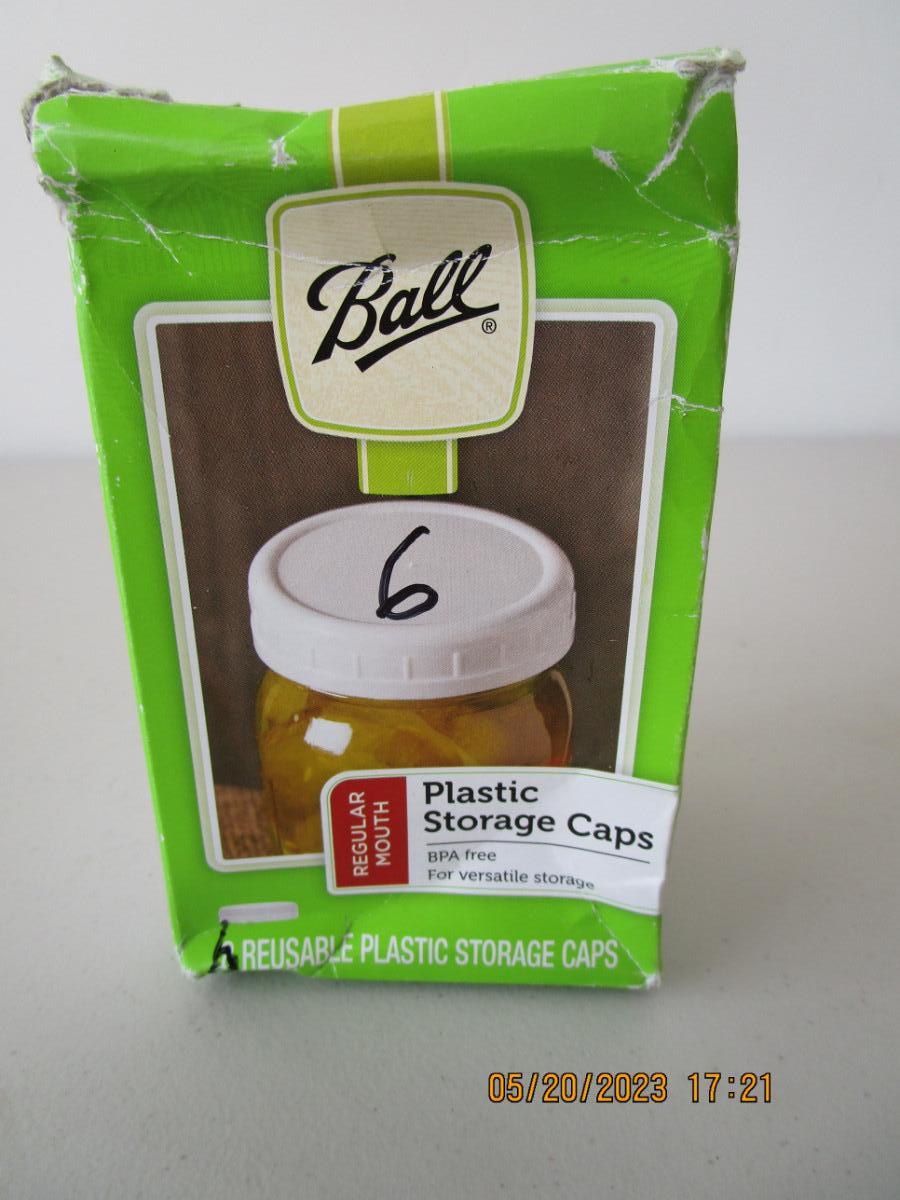 Ball®
6
REGULAR
MOUTH
Plastic
Storage Caps
BPA free
For versatile storage
REUSABLE PLASTIC STORAGE CAPS
05/20/2023 17:21